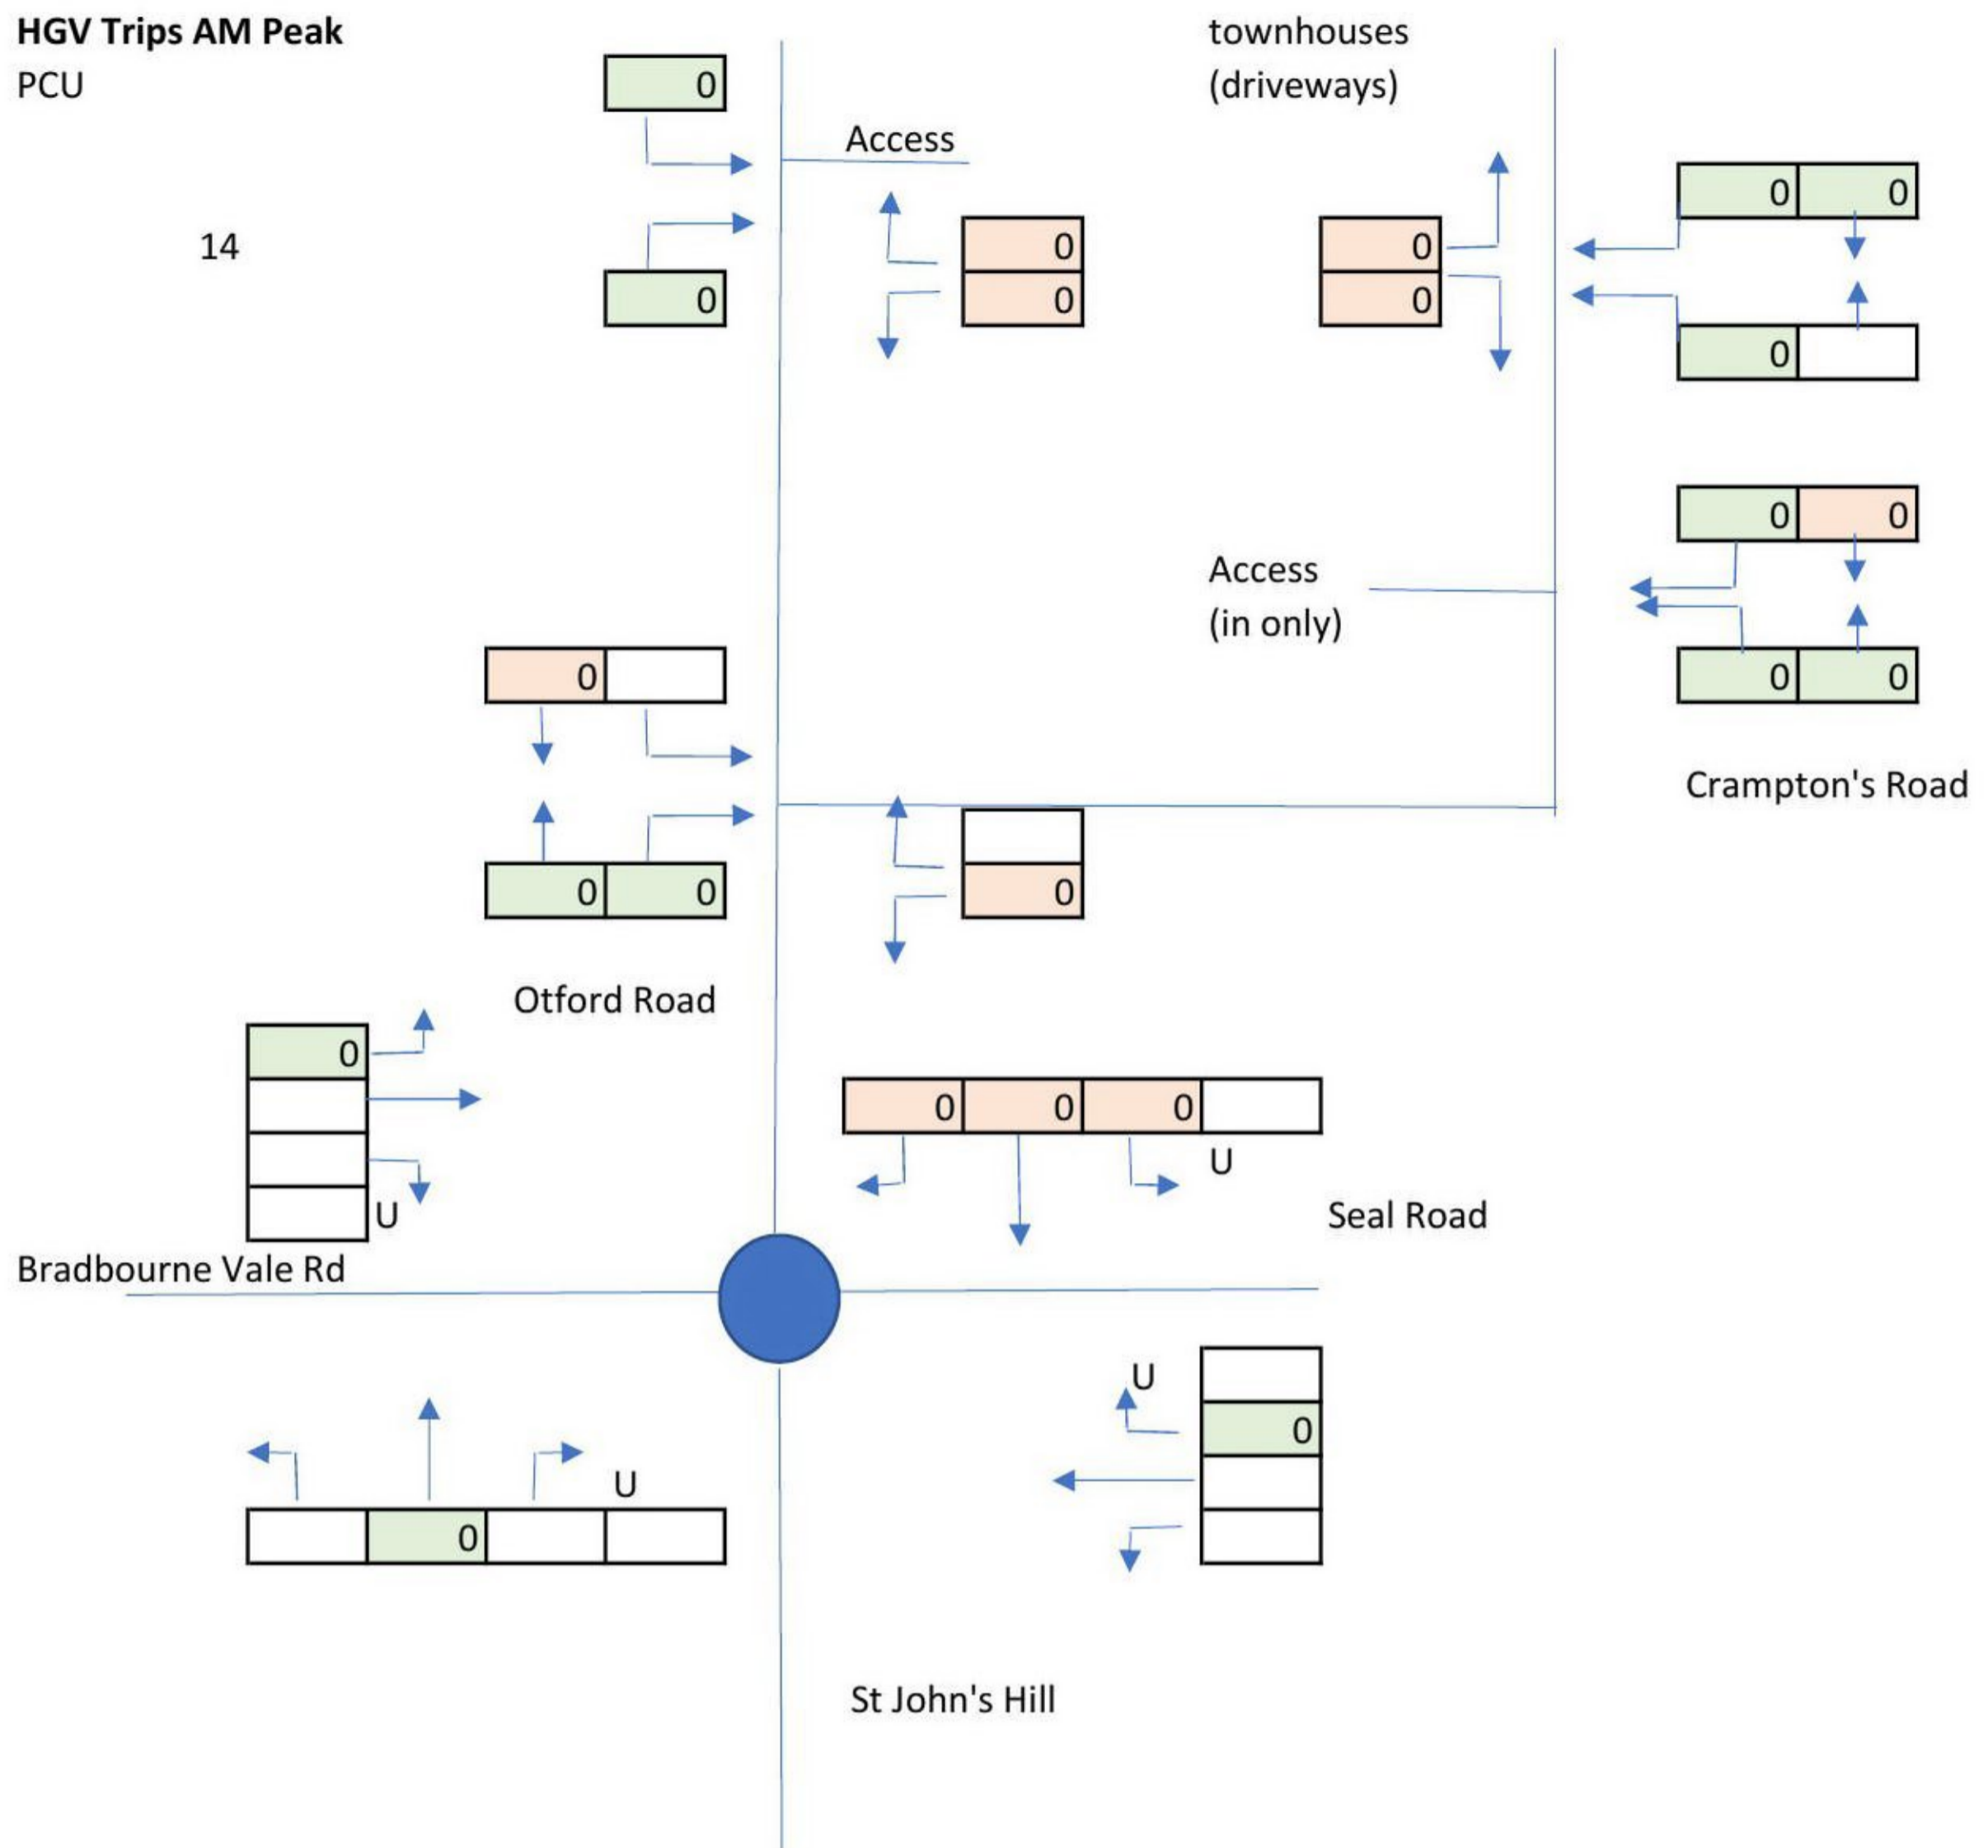 HGV Trips AM Peak
townhouses
PCU
0
(driveways)
Access
0 0
14
0
0
0
0
0
0
0 0
Access
(in only)
0
0 0
Crampton's Road
0 0
0
Otford Road
0
0 0 0
U
U
Seal Road
Bradbourne Vale Rd
U
0
U
0
St John's Hill